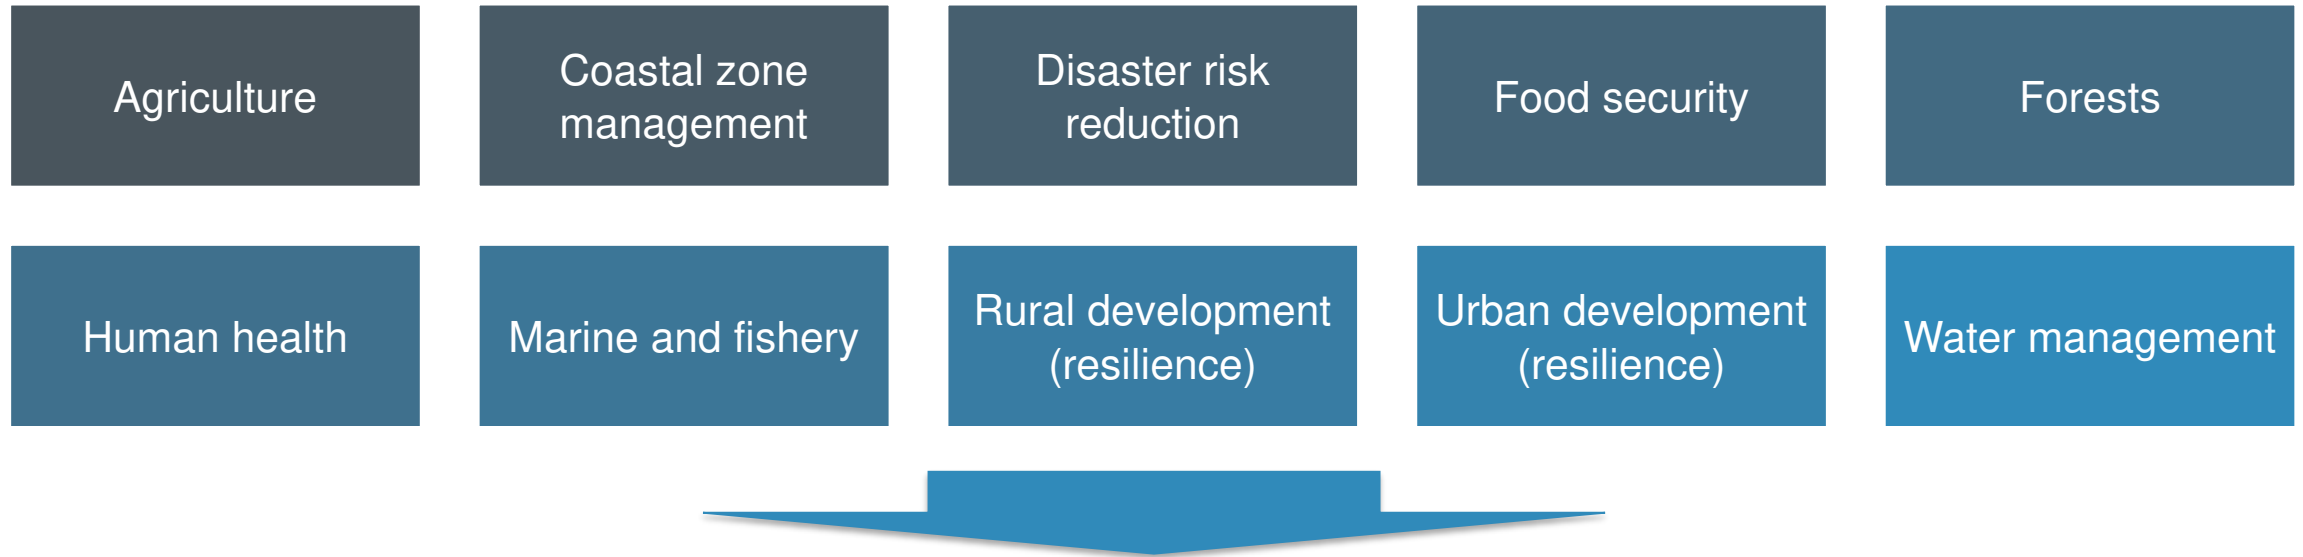 Agriculture
Coastal zone
management
Disaster risk
reduction
Food security
Forests
Human health
Marine and fishery
Rural development
(resilience)
Urban development
(resilience)
Water management